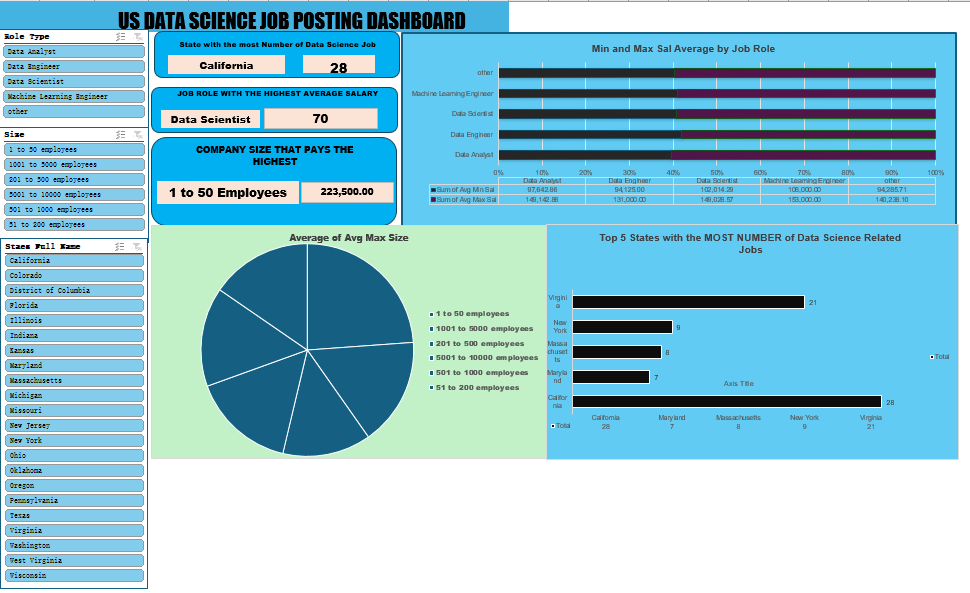 US DATA SCIENCE JOB POSTING DASHBOARD
Role Type
Data Analyst
Data Engineer
Data Scientist
Machine Learning Engineer
other
Size
1 to 50 employees
1001 to 5000 employees
201 to 500 employees
5001 to 10000 employees
501 to 1000 employees
51 to 200 employees
Staes Full Name
California
Colorado
District of Columbia
Florida
Illinois
Indiana
Kansas
Maryland
Massachusetts
Michigan
Missouri
New Jersey
New York
Ohio
Oklahoma
Oregon
Pennsylvania
Texas
Virginia
Washington
West Virginia
Wisconsin
State with the most Number of Data Science Job
California 28
JOB ROLE WITH THE HIGHEST AVERAGE SALARY
Data Scientist 70
COMPANY SIZE THAT PAYS THE
HIGHEST
1 to 50 Employees 223,500.00
Min and Max Sal Average by Job Role
other
Machine Learning Engineer
Data Scientist
Data Engineer
Data Analyst
0% 10% 20% 30% 40% 50% 60% 70% 80% 90% 100%
Data Analyst Data Engineer Data Scientist Machine Learning Engineer other
Sum of Avg Min Sal 97,642.86 94,125.00 102,014.29 106,000.00 94,285.71
Sum of Avg Max Sal 149,142.86 131,000.00 149,028.57 153,000.00 140,238.10
Average of Avg Max Size
1 to 50 employees
1001 to 5000 employees
201 to 500 employees
5001 to 10000 employees
501 to 1000 employees
51 to 200 employees
Top 5 States with the MOST NUMBER of Data Science Related
Jobs
Virgini
a
21
New
York
9
Massa
chuset
ts
8
Maryla
nd
7
Axis Title
Califor
nia
28
Total
California Maryland Massachusetts New York Virginia
Total 28 7 8 9 21